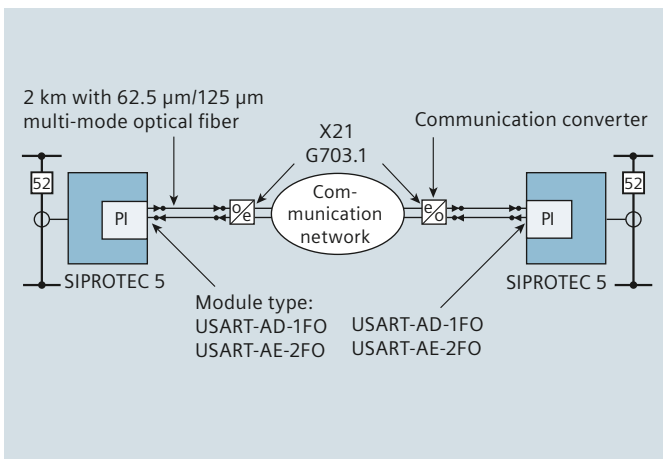 2 km with 62.5 µm/125 µm
multi-mode optical fiber
X21
G703.1
Communication converter
52
PI
o/e
Com-
munication
network
e/o
PI
52
SIPROTEC 5
SIPROTEC 5
Module type:
USART-AD-1FO
USART-AE-2FO
USART-AD-1FO
USART-AE-2FO